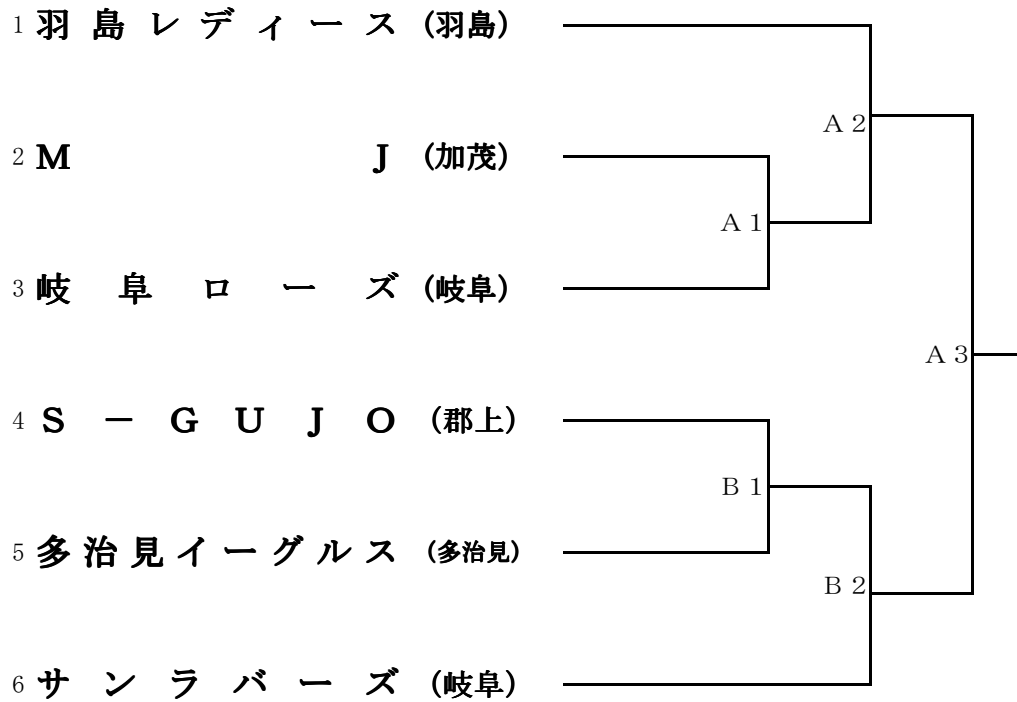 1 羽島レディース (羽島)
A 2
2 M J (加茂)
A 1
3 岐阜ローズ (岐阜)
A 3
4 S－GUJO (郡上)
B 1
5 多治見イーグルス (多治見)
B 2
6 サンラバーズ (岐阜)